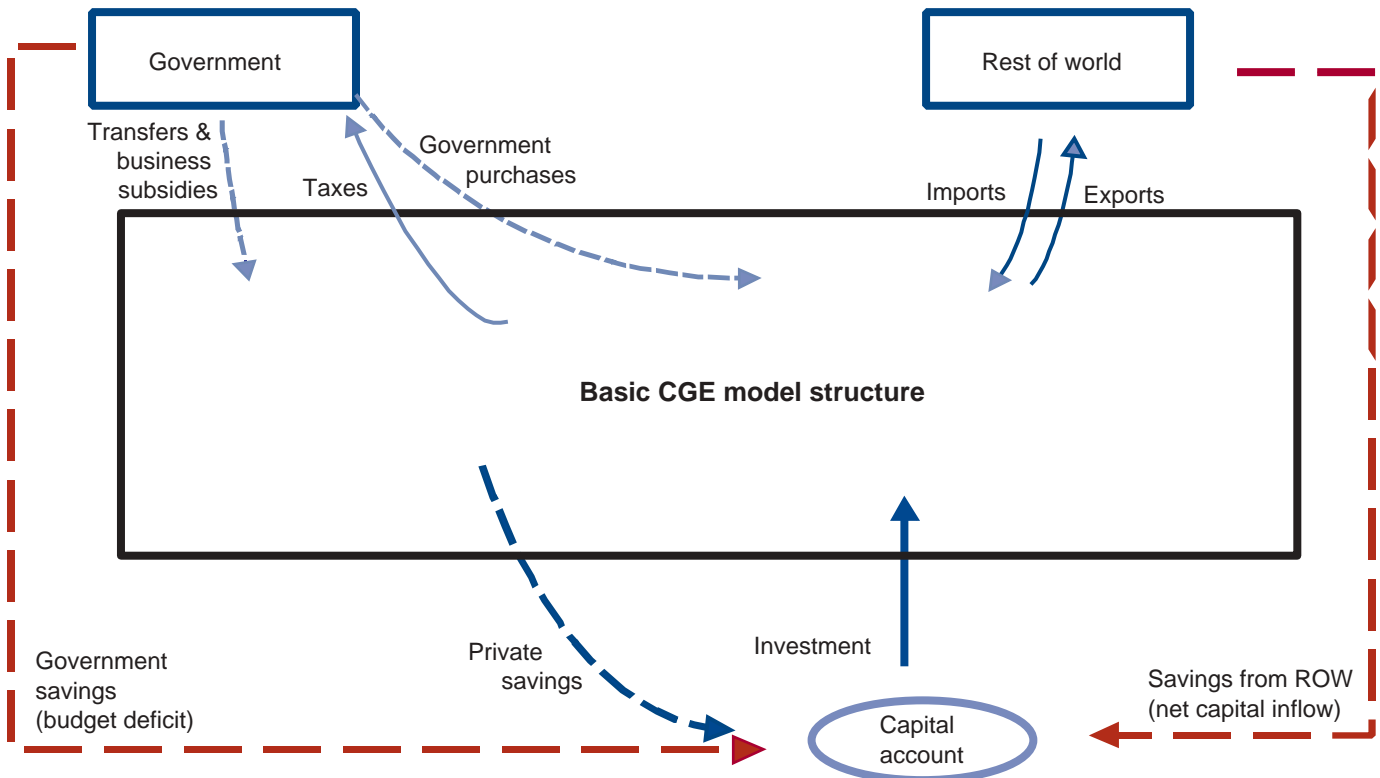 Government
Rest of world
Transfers &
business
subsidies
Taxes
Government
purchases
Imports
Exports
Basic CGE model structure
Government
savings
(budget deficit)
Private
savings
Investment
Capital
account
Savings from ROW
(net capital inflow)